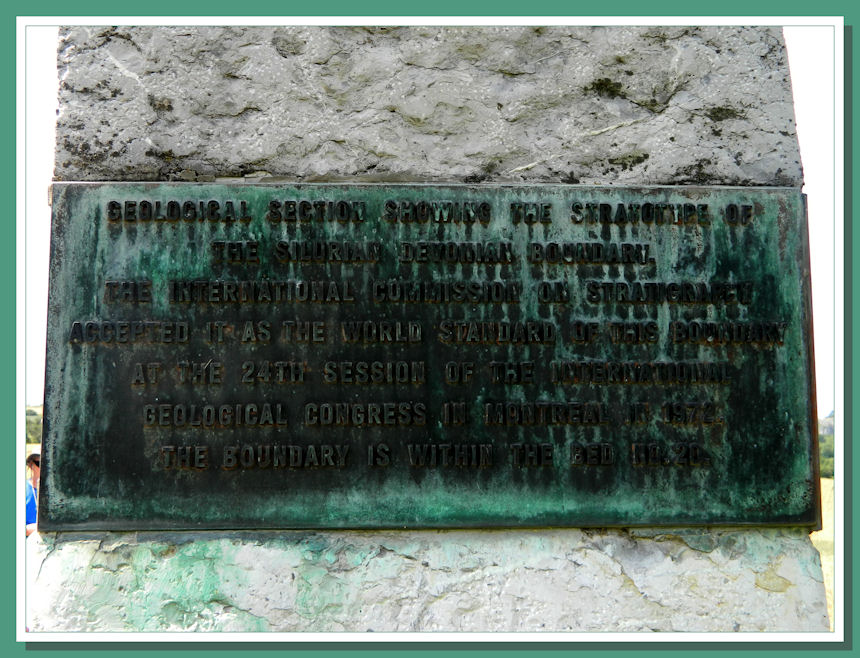 GEOLOGICAL SECTION SHOWING THE STRATOTYPE OF
THE SILURIAN DEVONIAN BOUNDARY.
THE INTERNATIONAL COMMISSION ON STRATIGRAPHY
ACCEPTED IT AS THE WORLD STANDARD OF THIS BOUNDARY
AT THE 24TH SESSION OF THE INTERNATIONAL
GEOLOGICAL CONGRESS IN MONTREAL IN 1972.
THE BOUNDARY IS WITHIN THE BED NO. 20.